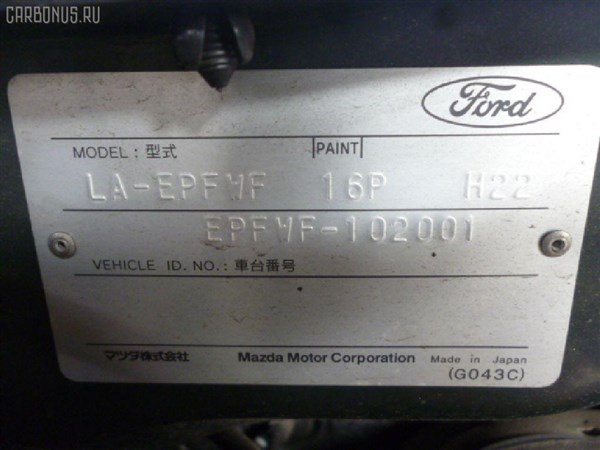 CARBONUS.RU
Ford
MODEL : 型式 PAINT
LA-EPFWF 16P H22
EPFWF-102001
VEHICLE ID. NO. : 車台番号
マツダ株式会社 Mazda Motor Corporation Made in Japan
(G043C)